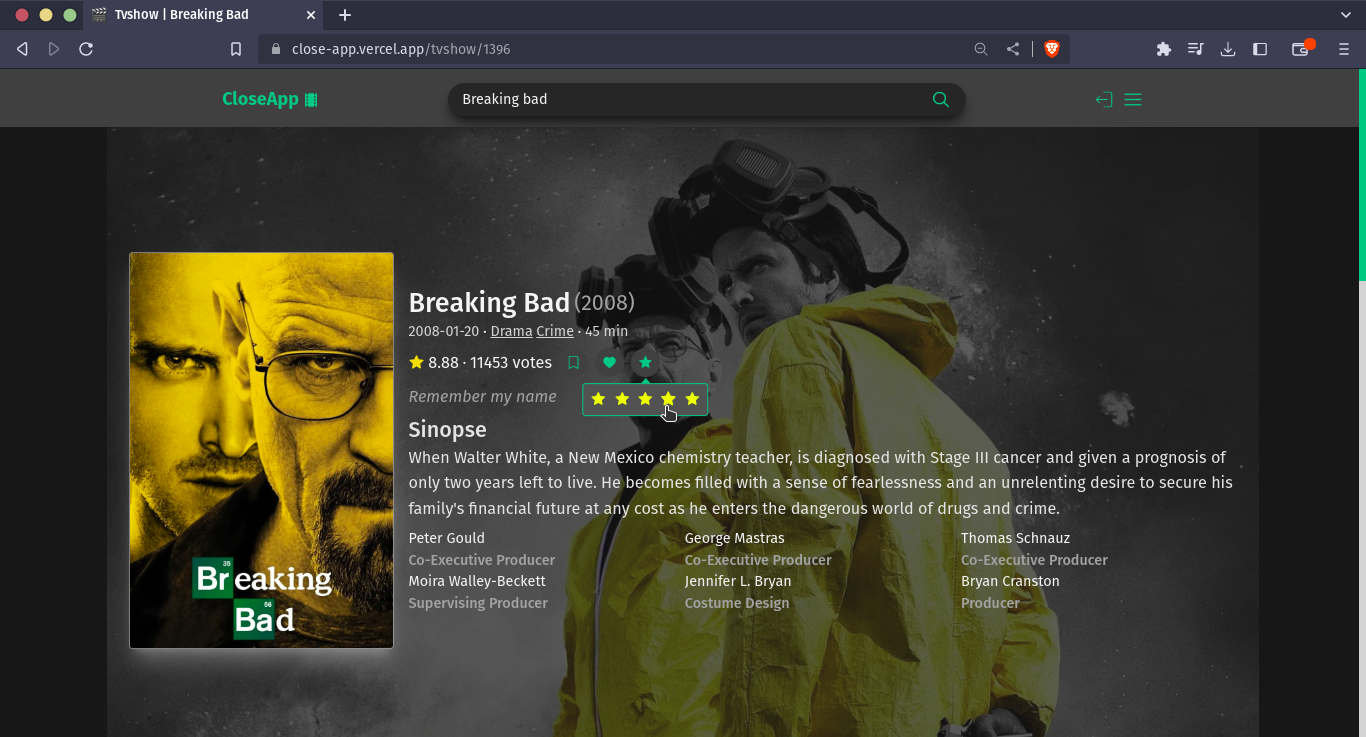 Tvshow | Breaking Bad
close-app.vercel.app/tvshow/1396
CloseApp
Breaking bad
Breaking Bad (2008)
2008-01-20 · Drama Crime · 45 min
8.88 · 11453 votes
Remember my name
Sinopse
When Walter White, a New Mexico chemistry teacher, is diagnosed with Stage III cancer and given a prognosis of
only two years left to live. He becomes filled with a sense of fearlessness and an unrelenting desire to secure his
family's financial future at any cost as he enters the dangerous world of drugs and crime.
Peter Gould George Mastras Thomas Schnauz
Co-Executive Producer Co-Executive Producer Co-Executive Producer
Moira Walley-Beckett Jennifer L. Bryan Bryan Cranston
Supervising Producer Costume Design Producer
35
Breaking
56
Bad